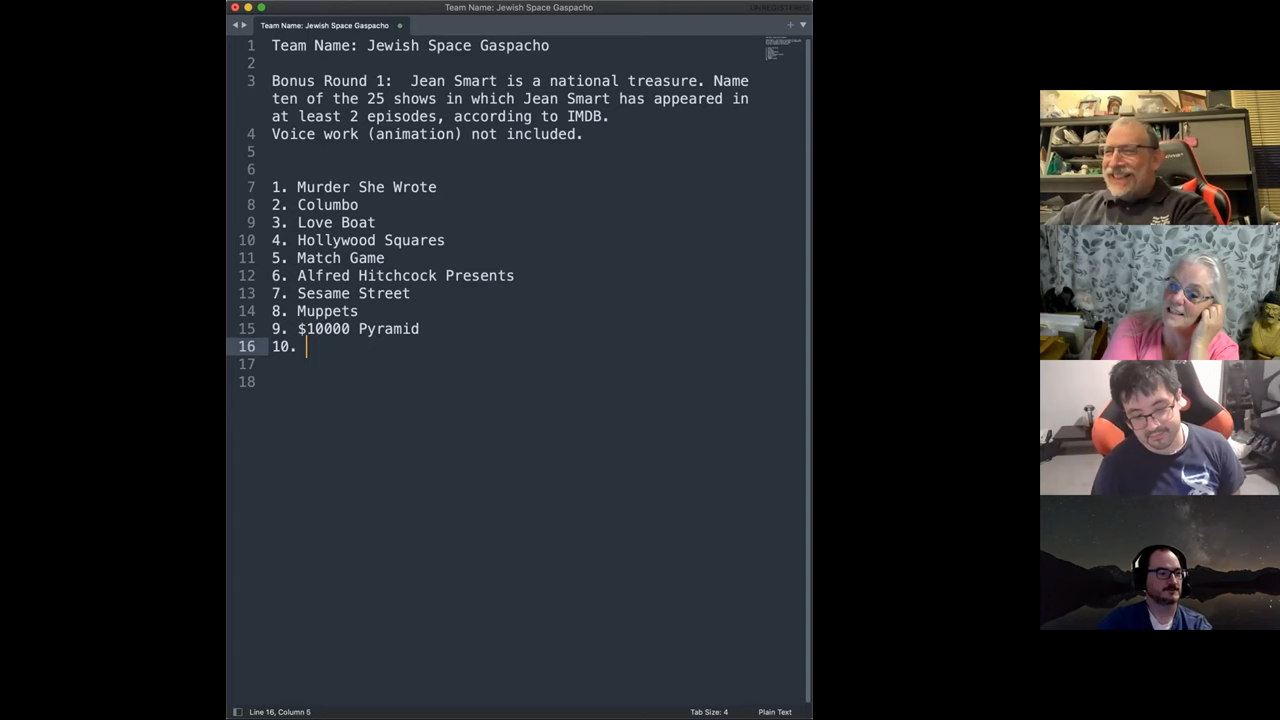 Team Name: Jewish Space Gaspacho
UNREGISTERED
Team Name: Jewish Space Gaspacho
1 Team Name: Jewish Space Gaspacho
2
3 Bonus Round 1:  Jean Smart is a national treasure. Name
ten of the 25 shows in which Jean Smart has appeared in
at least 2 episodes, according to IMDB.
4 Voice work (animation) not included.
5
6
7 1. Murder She Wrote
8 2. Columbo
9 3. Love Boat
10 4. Hollywood Squares
11 5. Match Game
12 6. Alfred Hitchcock Presents
13 7. Sesame Street
14 8. Muppets
15 9. $10000 Pyramid
16 10.
17
18
Line 16, Column 5
Tab Size: 4
Plain Text